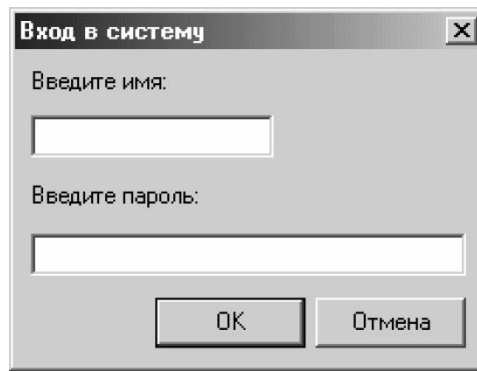 Вход в систему
Введите имя:
Введите пароль:
OK Отмена